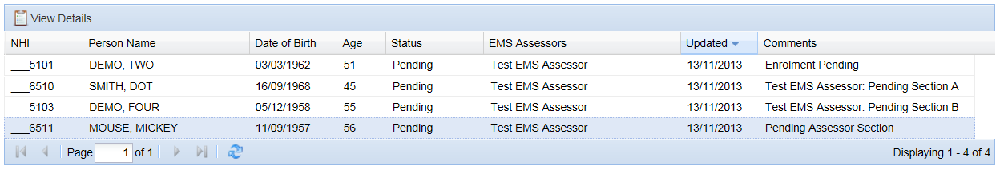 View Details
NHI Person Name Date of Birth Age Status EMS Assessors Updated Comments
___5101 DEMO, TWO 03/03/1962 51 Pending Test EMS Assessor 13/11/2013 Enrolment Pending
___6510 SMITH, DOT 16/09/1968 45 Pending Test EMS Assessor 13/11/2013 Test EMS Assessor: Pending Section A
___5103 DEMO, FOUR 05/12/1958 55 Pending Test EMS Assessor 13/11/2013 Test EMS Assessor: Pending Section B
___6511 MOUSE, MICKEY 11/09/1957 56 Pending Test EMS Assessor 13/11/2013 Pending Assessor Section
Page 1 of 1 Displaying 1 - 4 of 4